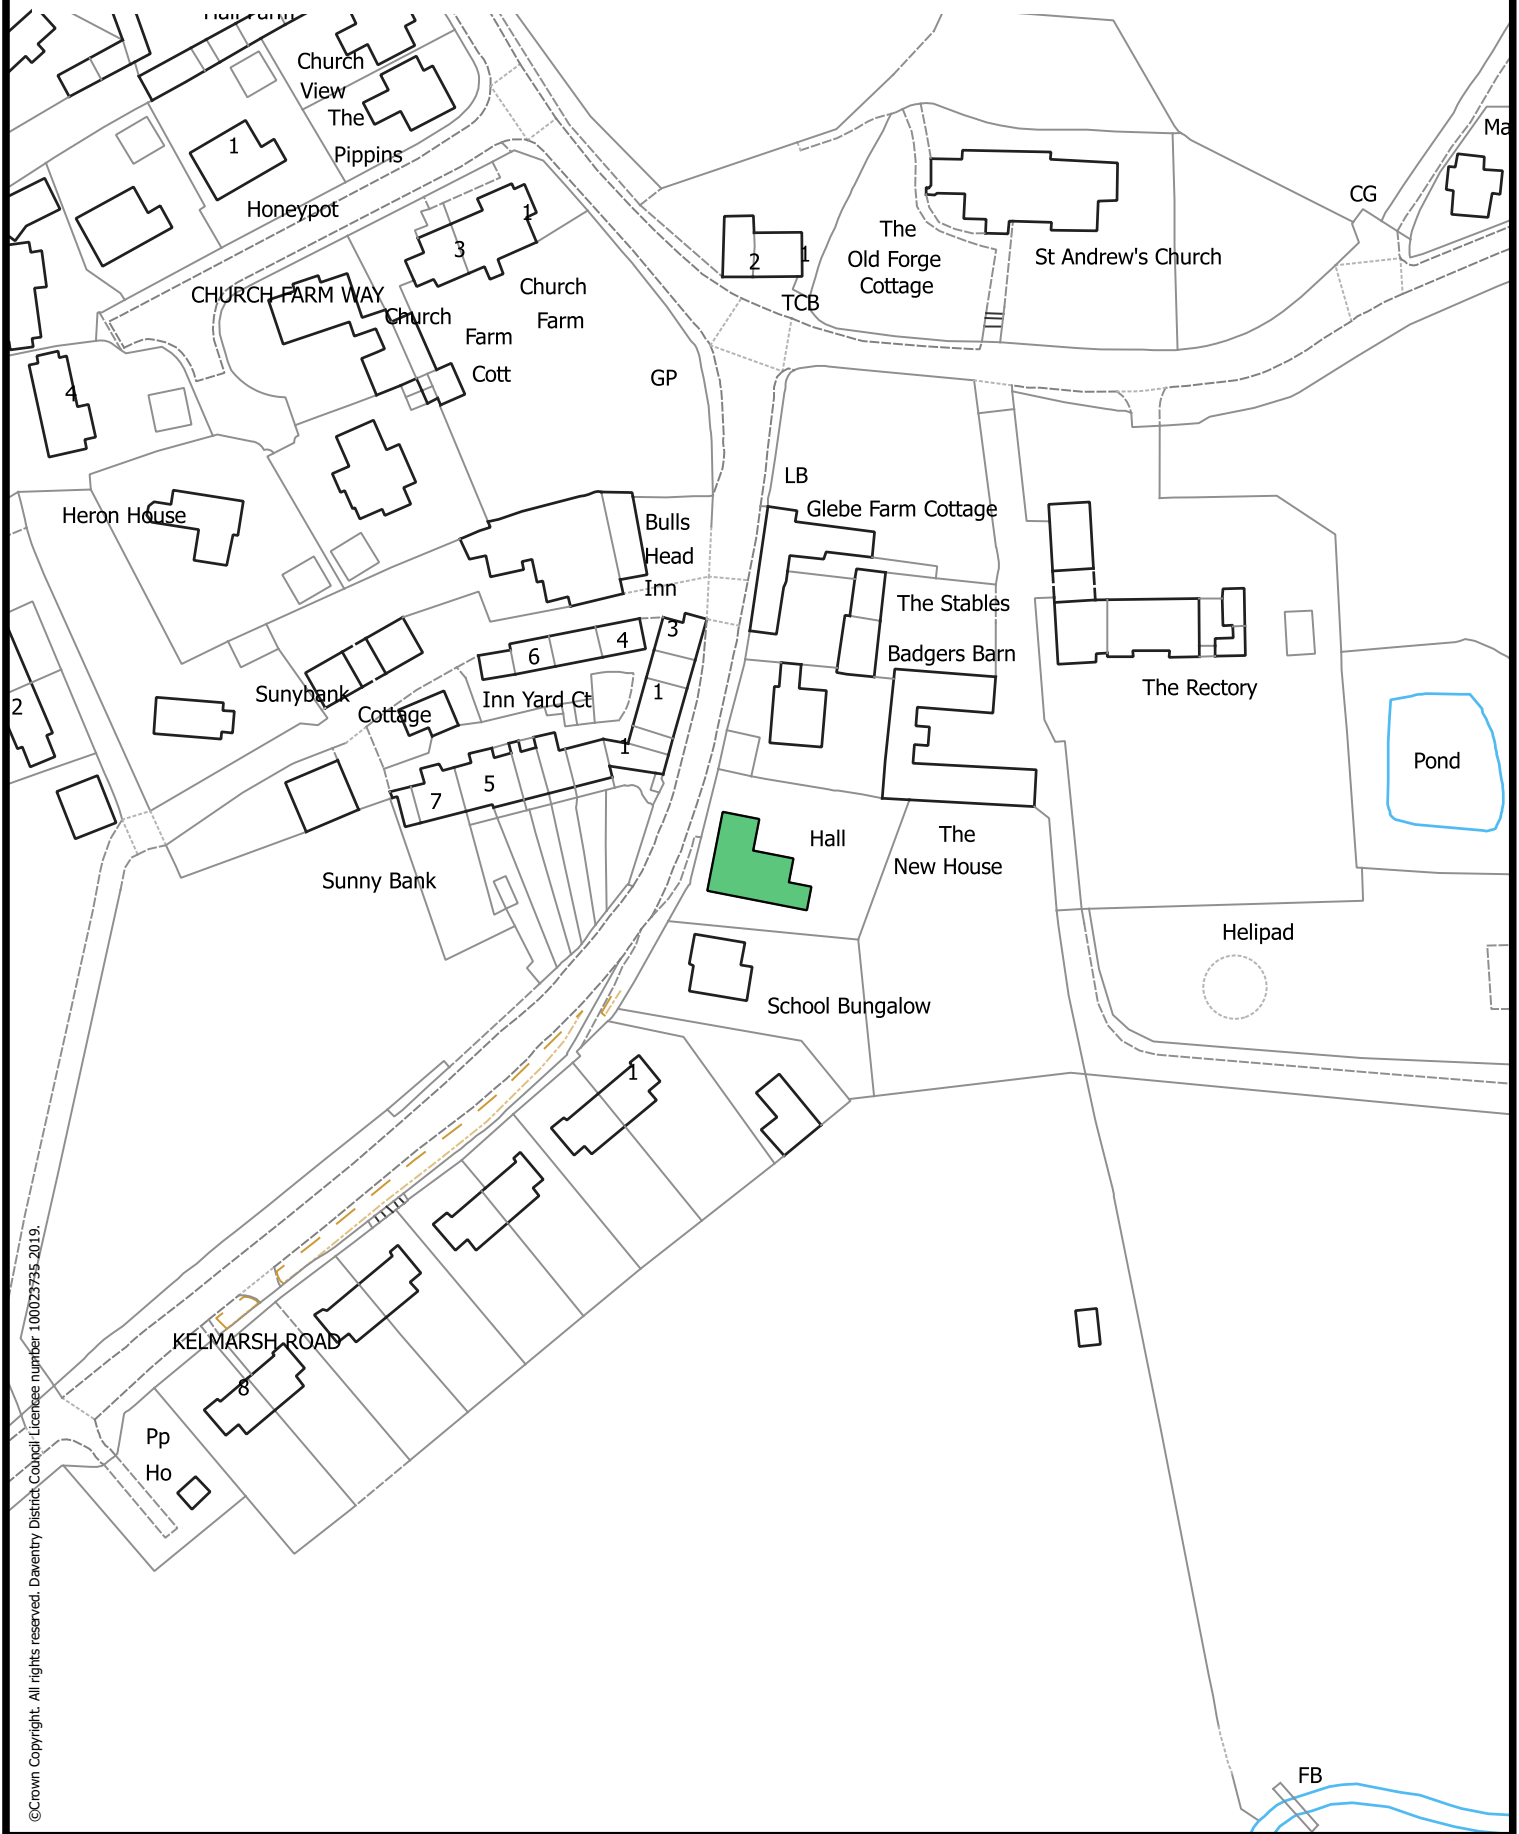 Church
View
The
Pippins
1
Honeypot
Ma
CG
1
3
The
Old Forge
Cottage
St Andrew's Church
2
1
TCB
CHURCH FARM WAY
Church
Farm
Church
Farm
Cott
GP
4
LB
Glebe Farm Cottage
Heron House
Bulls
Head
Inn
The Stables
3
4
6
Badgers Barn
The Rectory
Sunybank
Cottage
Inn Yard Ct
1
2
1
5
7
Pond
Hall
The
New House
Sunny Bank
Helipad
School Bungalow
1
KELMARSH ROAD
8
Pp
Ho
FB
©Crown Copyright. All rights reserved. Daventry District Council Licencee number 100023735 2019.